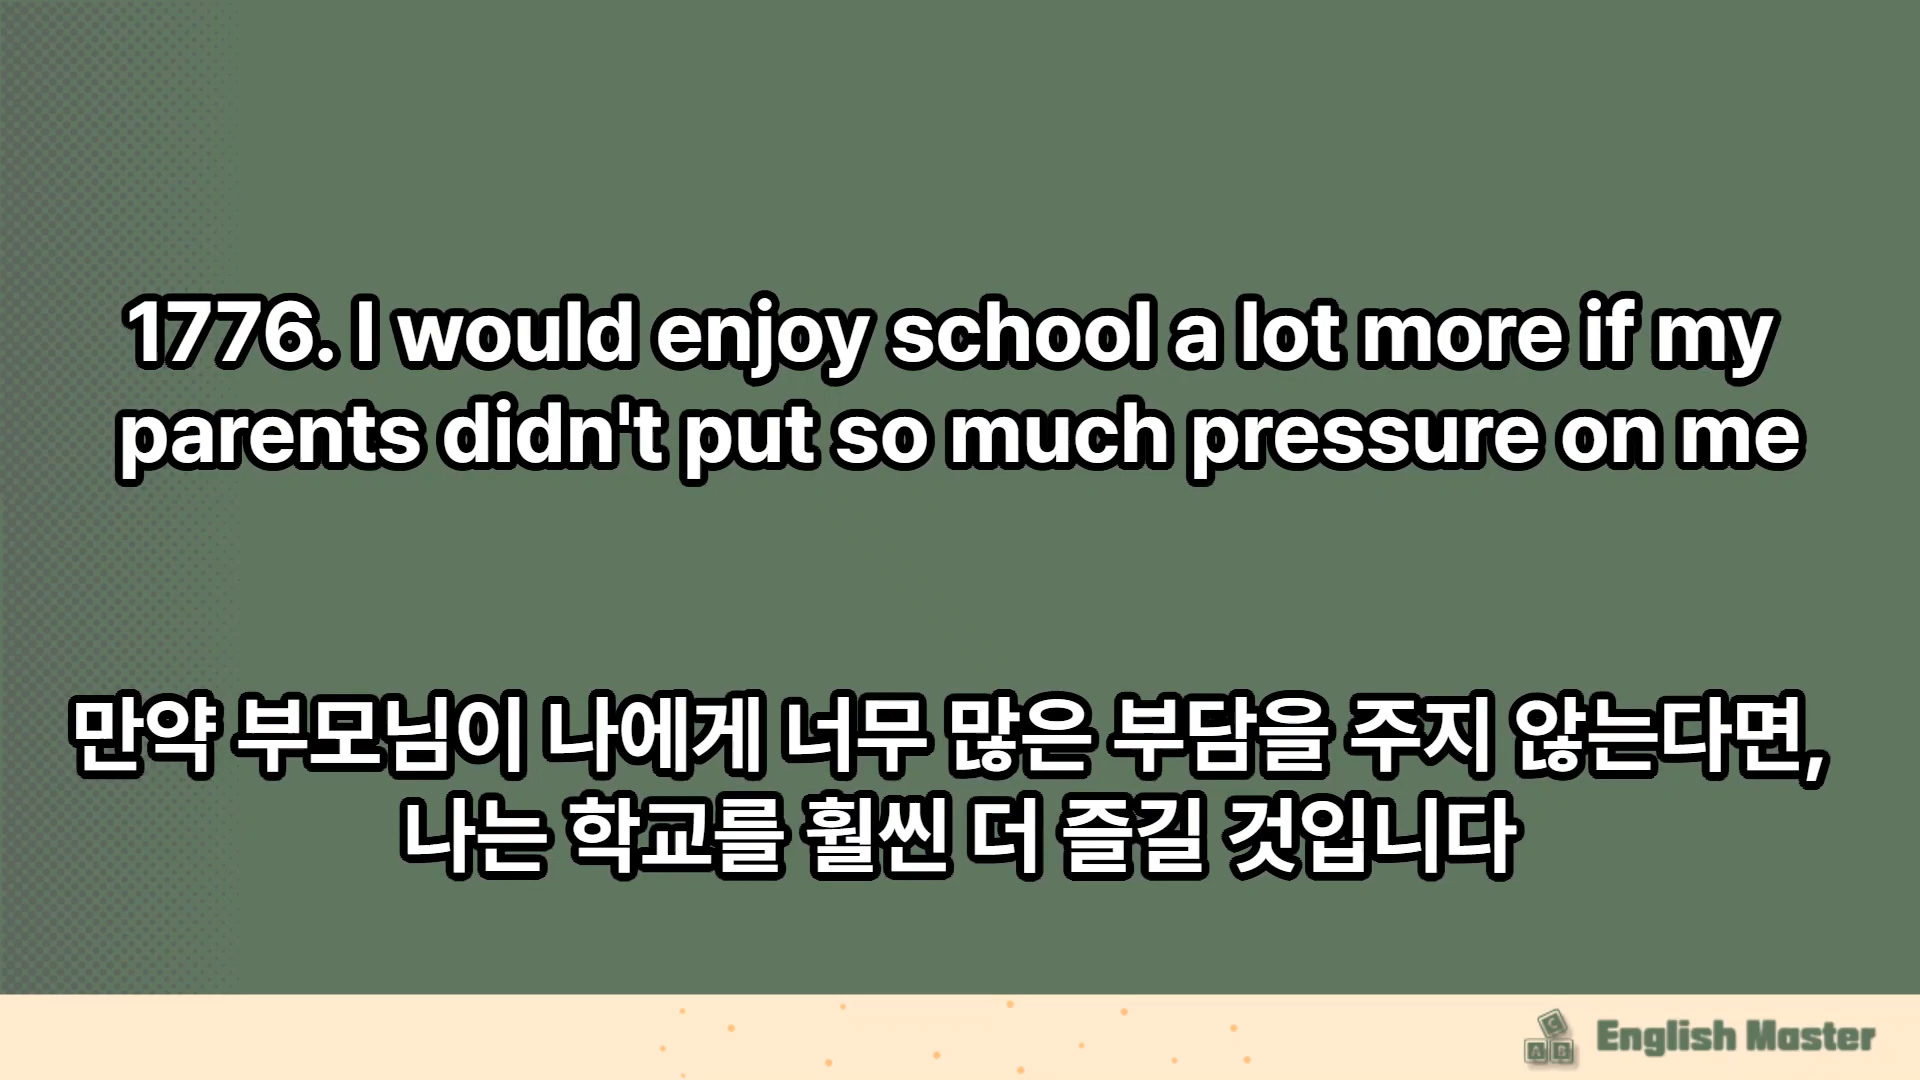 1776. I would enjoy school a lot more if my
parents didn't put so much pressure on me
만약 부모님이 나에게 너무 많은 부담을 주지 않는다면,
나는 학교를 훨씬 더 즐길 것입니다
C
A B
English Master